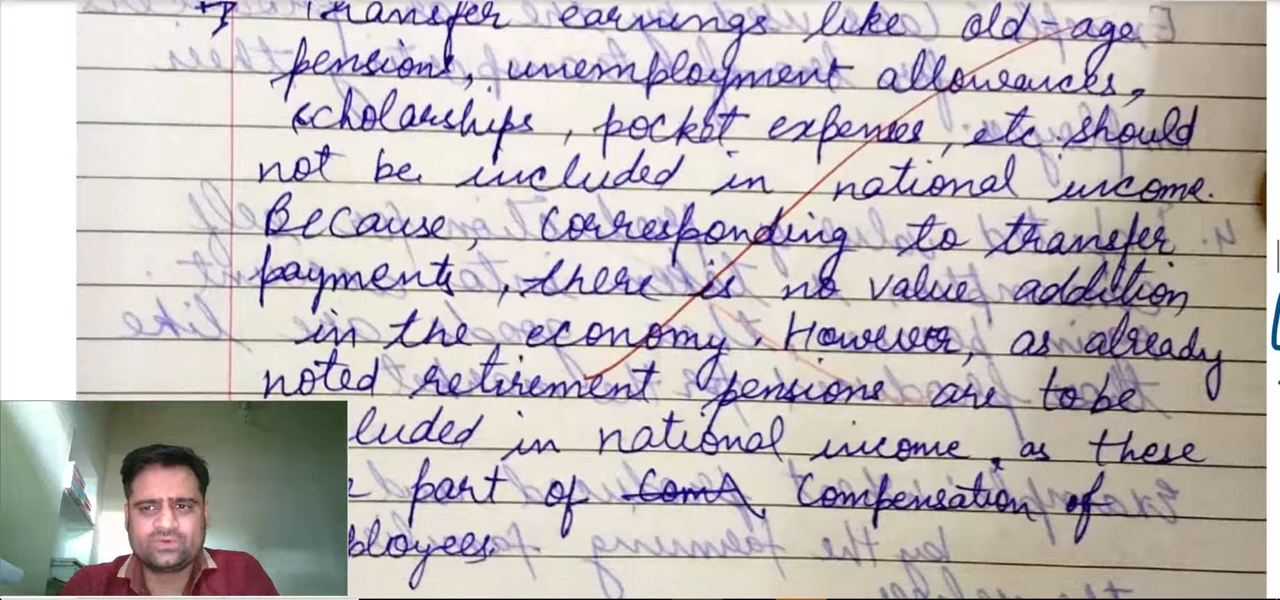 → Transfer earnings like old-age
pensions, unemployment allowances,
scholarships, pocket expenses, etc. should
not be included in national income.
Because, corresponding to transfer
payments, there is no value addition
in the economy. However, as already
noted retirement pensions are to be
luded in national income, as these
part of Compensation of
ployees.